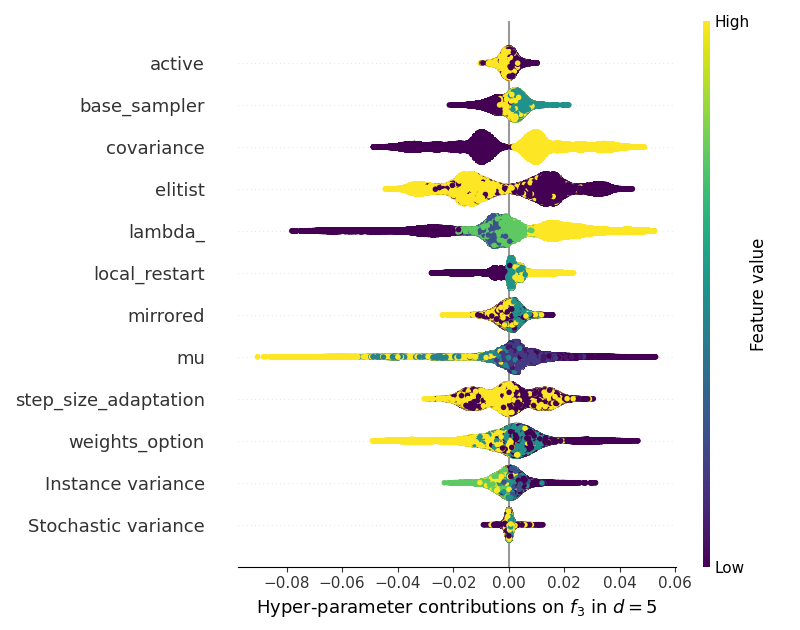 High
active
base_sampler
covariance
elitist
lambda_
local_restart
mirrored
mu
step_size_adaptation
weights_option
Instance variance
Stochastic variance
Feature value
Low
−0.08 −0.06 −0.04 −0.02 0.00 0.02 0.04 0.06
Hyper-parameter contributions on f₃ in d = 5